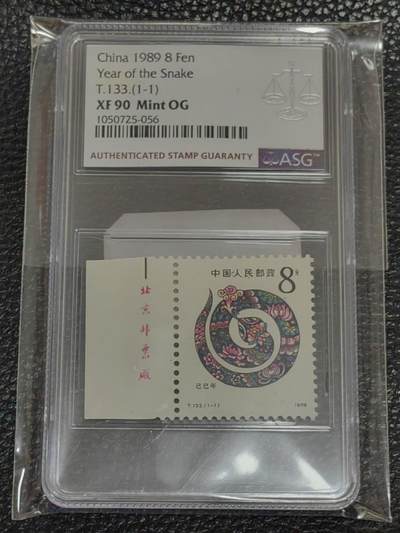 China 1989 8 Fen
Year of the Snake
T.133.(1-1)
XF 90 Mint OG
1050725-056
AUTHENTICATED STAMP GUARANTY
ASG™
北京邮票厂
中国人民邮政
8分
己巳年
T.133.(1-1)
1989